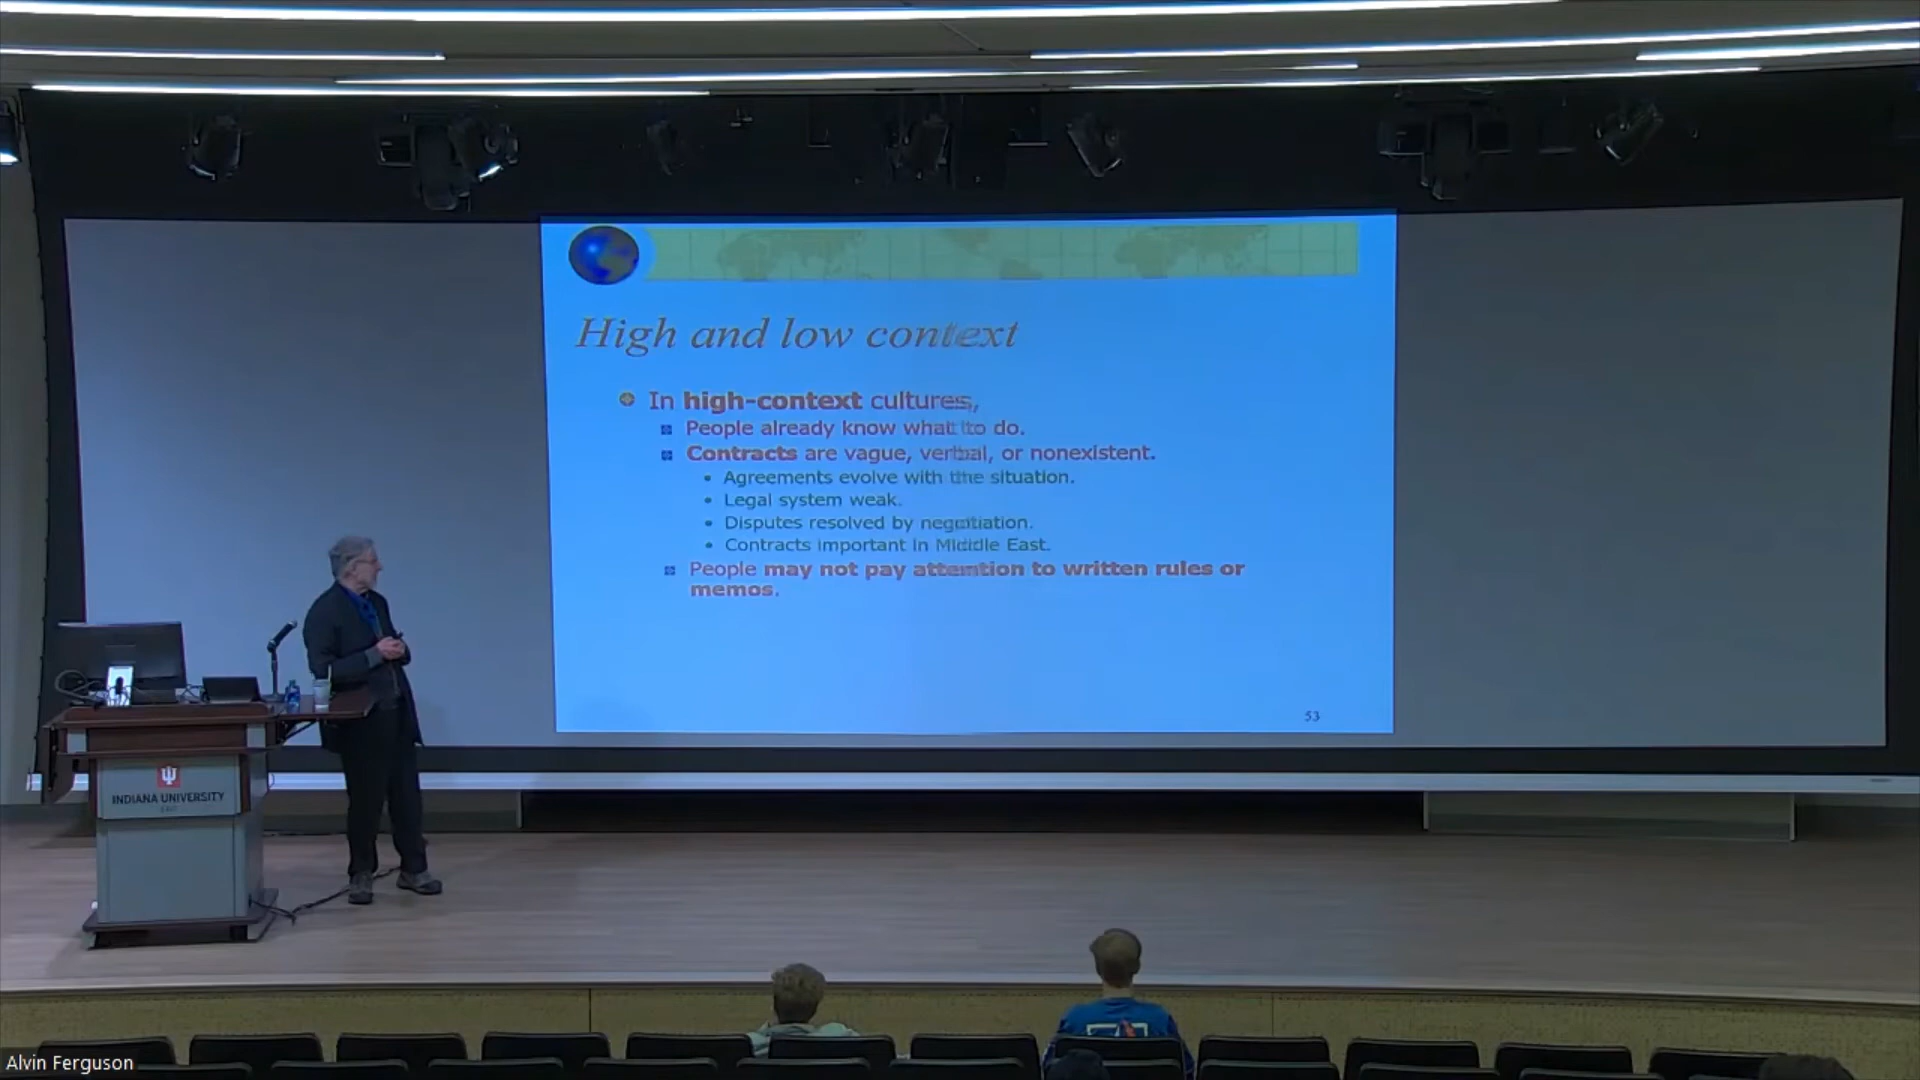 High and low context
In high-context cultures,
People already know what to do.
Contracts are vague, verbal, or nonexistent.
• Agreements evolve with the situation.
• Legal system weak.
• Disputes resolved by negotiation.
• Contracts important in Middle East.
People may not pay attention to written rules or
memos.
53
INDIANA UNIVERSITY
EAST
Alvin Ferguson